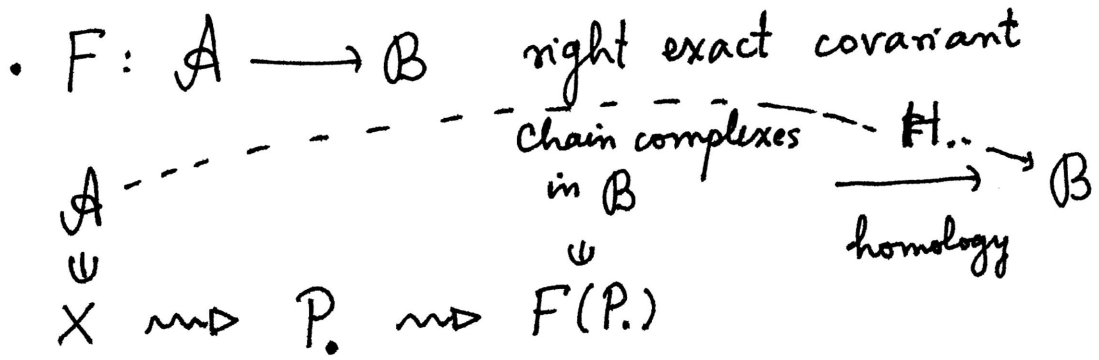 • F: 𝒜 ⟶ ℬ right exact covariant
chain complexes H..
𝒜 in ℬ ⟶ ℬ
⋓ ⋓ homology
X ⇝ P. ⇝ F(P.)